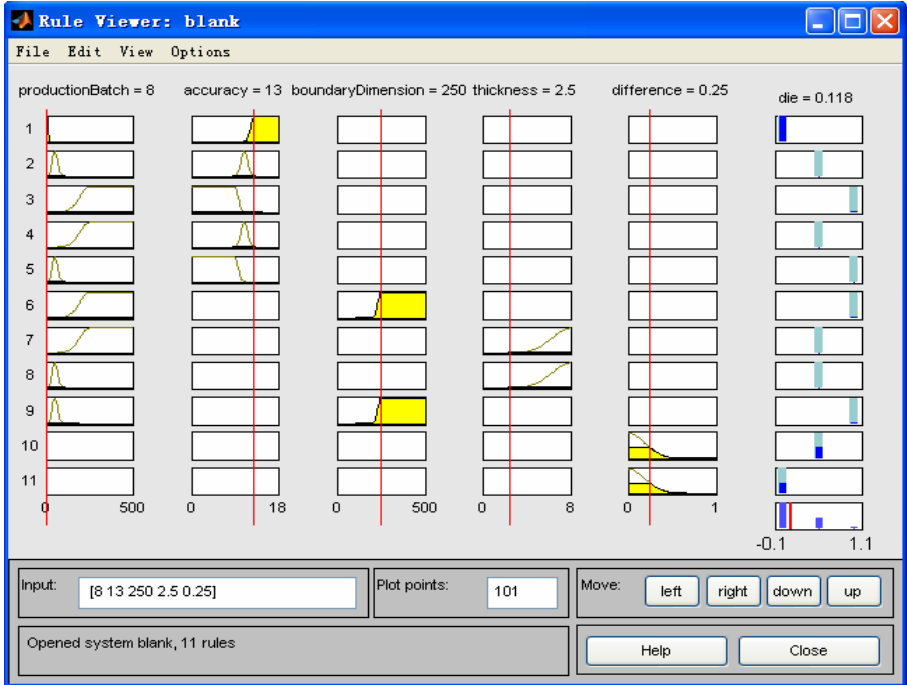 Rule Viewer: blank
File Edit View Options
productionBatch = 8 accuracy = 13 boundaryDimension = 250 thickness = 2.5 difference = 0.25 die = 0.118
1
2
3
4
5
6
7
8
9
10
11
0 500 0 18 0 500 0 8 0 1
-0.1 1.1
Input: [8 13 250 2.5 0.25] Plot points: 101 Move: left right down up
Opened system blank, 11 rules Help Close